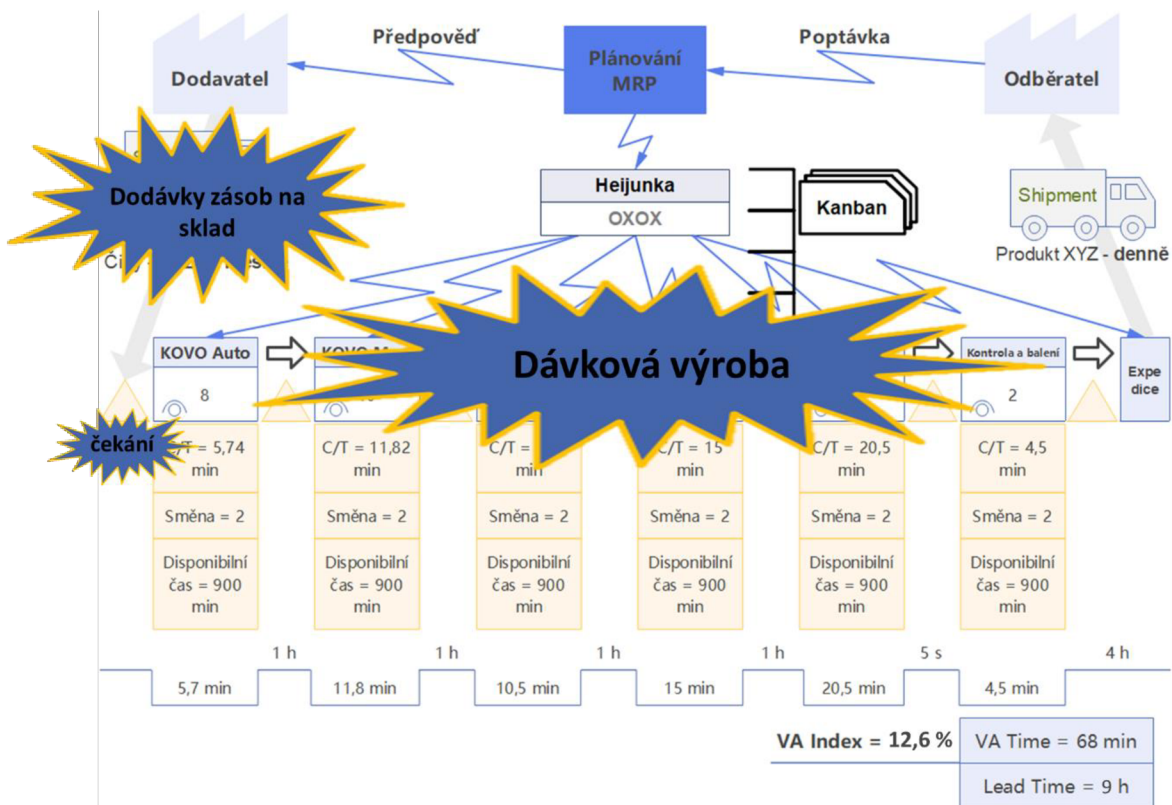 Předpověď
Poptávka
Dodavatel
Plánování
MRP
Odběratel
Dodávky zásob na
sklad
Heijunka
OXOX
Kanban
Shipment
Produkt XYZ - denně
Dávková výroba
KOVO Auto
8
KOVO
Kontrola a balení
2
Expe
dice
čekání
C/T = 5,74
min
C/T = 11,82
min
C/T =
min
C/T = 15
min
C/T = 20,5
min
C/T = 4,5
min
Směna = 2
Směna = 2
Směna = 2
Směna = 2
Směna = 2
Směna = 2
Disponibilní
čas = 900
min
Disponibilní
čas = 900
min
Disponibilní
čas = 900
min
Disponibilní
čas = 900
min
Disponibilní
čas = 900
min
Disponibilní
čas = 900
min
1 h
1 h
1 h
1 h
5 s
4 h
5,7 min
11,8 min
10,5 min
15 min
20,5 min
4,5 min
VA Index = 12,6 %
VA Time = 68 min
Lead Time = 9 h